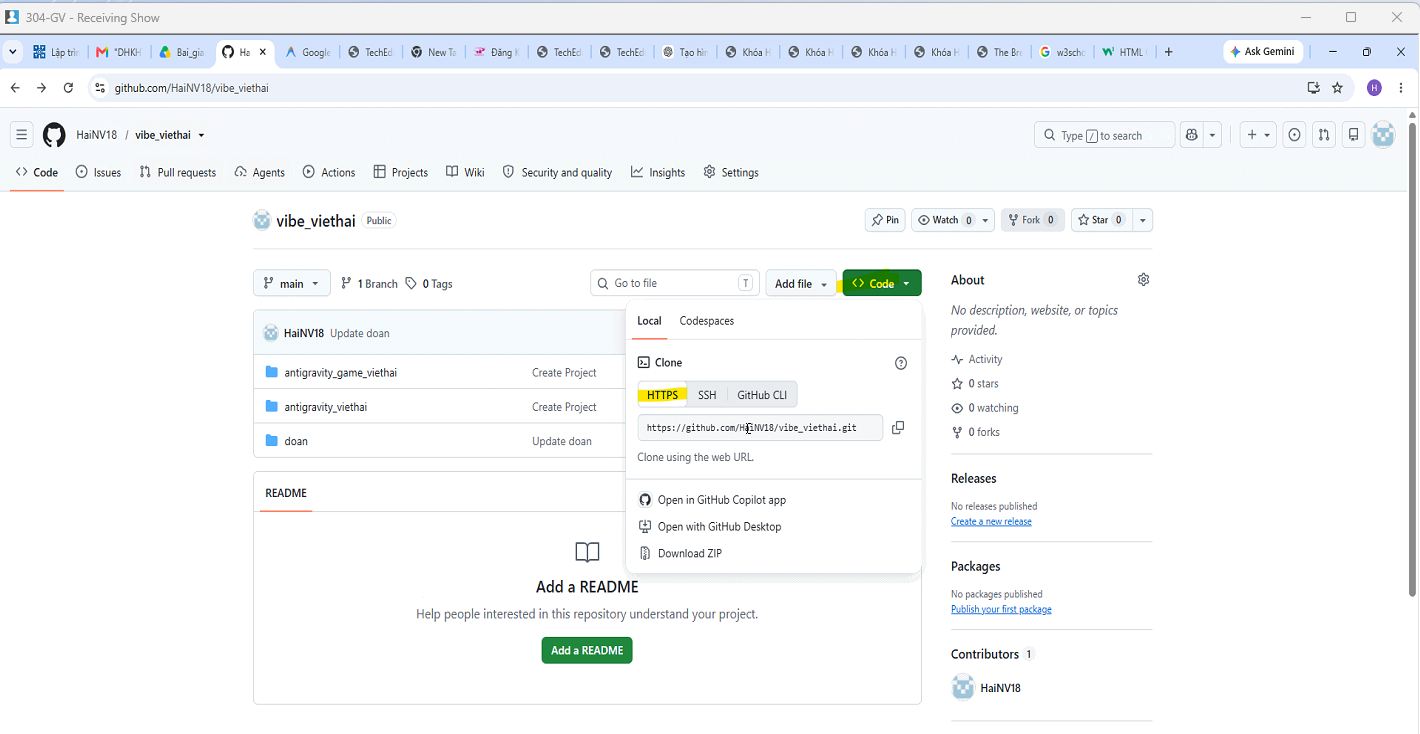 304-GV - Receiving Show
Lập trì
"DHKH
Bai_gia
Ha
Google
TechEd
New Ta
Đăng K
TechEd
TechEd
Tạo hìn
Khóa H
Khóa H
Khóa H
Khóa H
The Bro
w3scho
HTML
Ask Gemini
github.com/HaiNV18/vibe_viethai
H
HaiNV18 / vibe_viethai
Type / to search
Code Issues Pull requests Agents Actions Projects Wiki Security and quality Insights Settings
vibe_viethai Public
Pin Watch 0 Fork 0 Star 0
main 1 Branch 0 Tags
Go to file T
Add file
Code
HaiNV18 Update doan
antigravity_game_viethai Create Project
antigravity_viethai Create Project
doan Update doan
Local Codespaces
Clone
HTTPS SSH GitHub CLI
https://github.com/HaiNV18/vibe_viethai.git
Clone using the web URL.
Open in GitHub Copilot app
Open with GitHub Desktop
Download ZIP
README
Add a README
Help people interested in this repository understand your project.
Add a README
About
No description, website, or topics
provided.
Activity
0 stars
0 watching
0 forks
Releases
No releases published
Create a new release
Packages
No packages published
Publish your first package
Contributors 1
HaiNV18